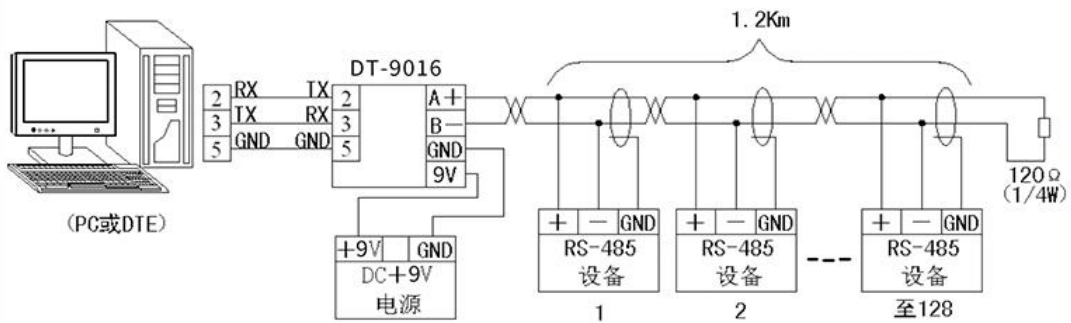 1.2Km
DT-9016
2 RX TX 2 A+
3 TX RX 3 B-
5 GND GND 5 GND
9V
120Ω
(1/4W)
(PC或DTE)
+9V GND
DC+9V
电源
+ - GND
RS-485
设备
1
+ - GND
RS-485
设备
2
+ - GND
RS-485
设备
至128